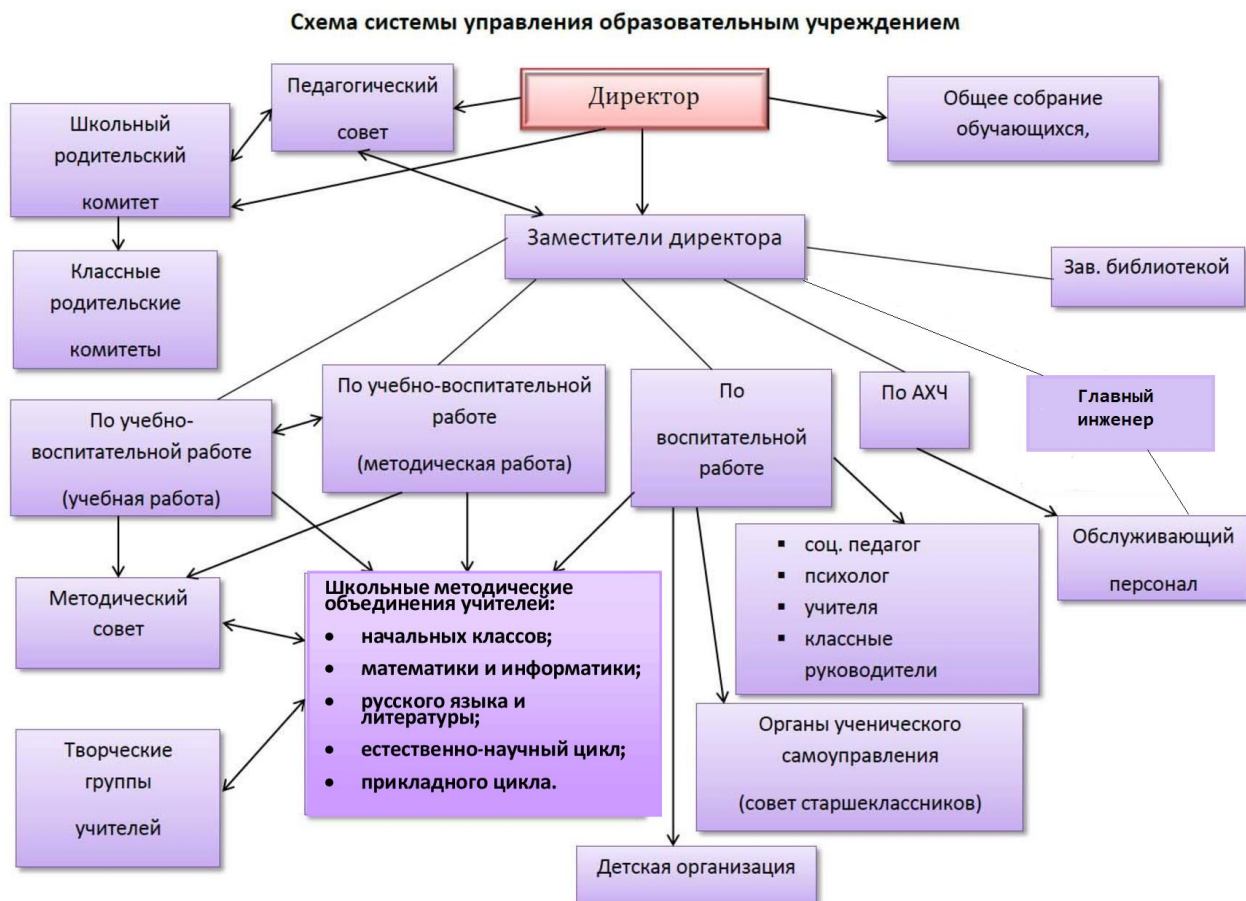 Схема системы управления образовательным учреждением
Педагогический
совет
Директор
Общее собрание
обучающихся,
Школьный
родительский
комитет
Заместители директора
Зав. библиотекой
Классные
родительские
комитеты
По учебно-
воспитательной работе
(учебная работа)
По учебно-воспитательной
работе
(методическая работа)
По
воспитательной
работе
По АХЧ
Главный
инженер
Методический
совет
Школьные методические
объединения учителей:
• начальных классов;
• математики и информатики;
• русского языка и
литературы;
• естественно-научный цикл;
• прикладного цикла.
▪ соц. педагог
▪ психолог
▪ учителя
▪ классные
руководители
Обслуживающий
персонал
Творческие
группы
учителей
Органы ученического
самоуправления
(совет старшеклассников)
Детская организация